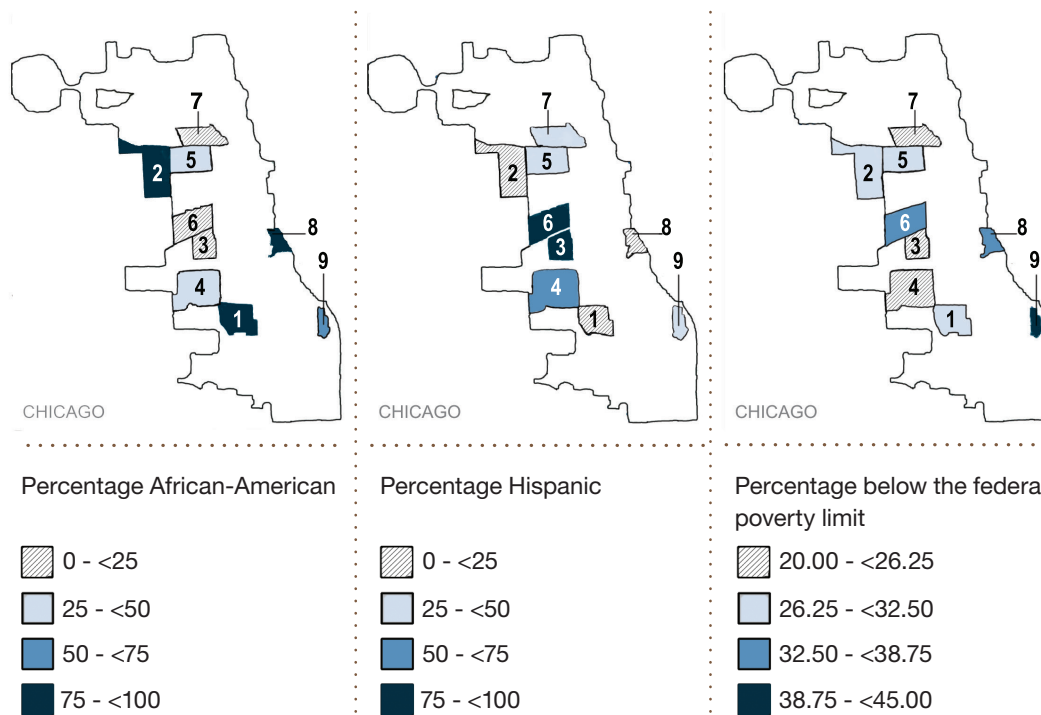 7
5
2
6
3
8
9
4
1
CHICAGO
7
5
2
6
3
8
9
4
1
CHICAGO
7
5
2
6
3
8
9
4
1
CHICAGO
Percentage African-American
0 - <25
25 - <50
50 - <75
75 - <100
Percentage Hispanic
0 - <25
25 - <50
50 - <75
75 - <100
Percentage below the federa
poverty limit
20.00 - <26.25
26.25 - <32.50
32.50 - <38.75
38.75 - <45.00